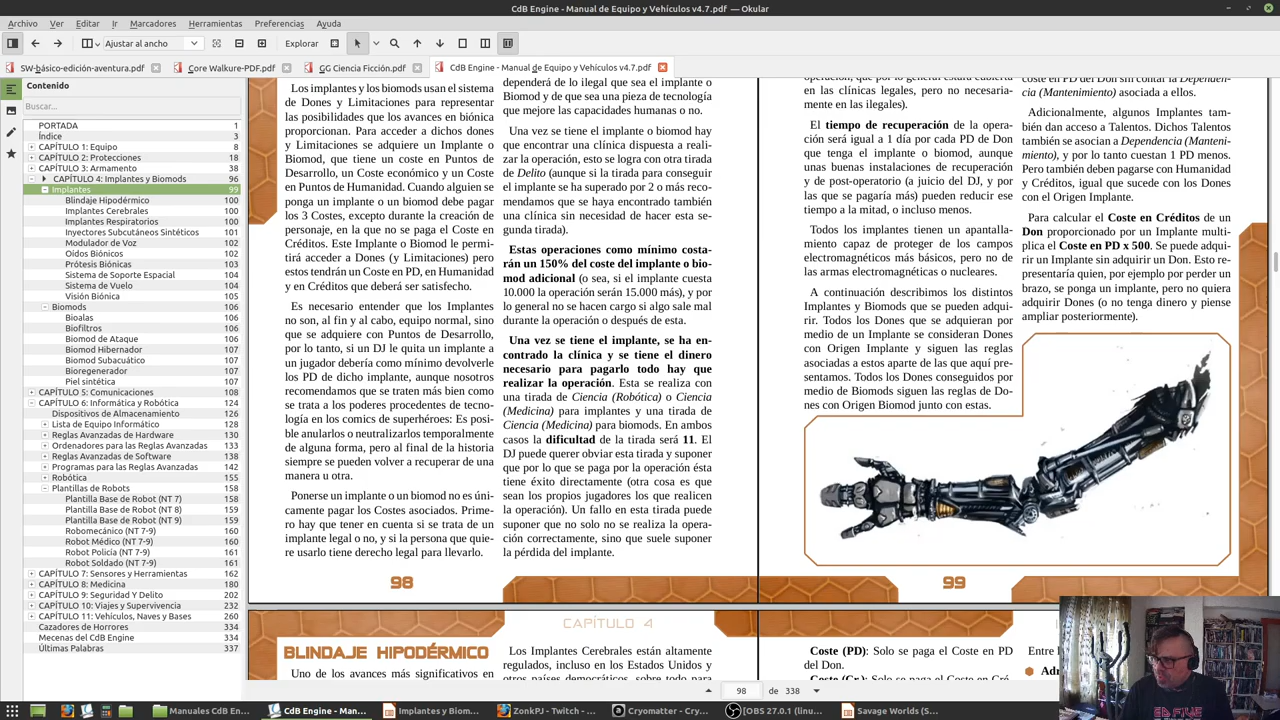 CdB Engine - Manual de Equipo y Vehículos v4.7.pdf — Okular
Archivo Ver Editar Ir Marcadores Herramientas Preferencias Ayuda
Ajustar al ancho Explorar
SW-básico-edición-aventura.pdf Core Walkure-PDF.pdf GG Ciencia Ficción.pdf CdB Engine - Manual de Equipo y Vehículos v4.7.pdf
Contenido
Buscar...
PORTADA 1
Índice 3
CAPÍTULO 1: Equipo 8
CAPÍTULO 2: Protecciones 18
CAPÍTULO 3: Armamento 38
CAPÍTULO 4: Implantes y Biomods 96
Implantes 99
Blindaje Hipodérmico 100
Implantes Cerebrales 100
Implantes Respiratorios 100
Inyectores Subcutáneos Sintéticos 101
Modulador de Voz 102
Oídos Biónicos 102
Prótesis Biónicas 103
Sistema de Soporte Espacial 104
Sistema de Vuelo 104
Visión Biónica 105
Biomods 106
Bioalas 106
Biofiltros 106
Biomod de Ataque 106
Biomod Hibernador 107
Biomod Subacuático 107
Bioregenerador 107
Piel sintética 107
CAPÍTULO 5: Comunicaciones 108
CAPÍTULO 6: Informática y Robótica 124
Dispositivos de Almacenamiento 126
Lista de Equipo Informático 126
Reglas Avanzadas de Hardware 130
Ordenadores para las Reglas Avanzadas 133
Reglas Avanzadas de Software 136
Programas para las Reglas Avanzadas 142
Robótica 155
Plantillas de Robots 158
Plantilla Base de Robot (NT 7) 158
Plantilla Base de Robot (NT 8) 159
Plantilla Base de Robot (NT 9) 159
Robomecánico (NT 7-9) 160
Robot Médico (NT 7-9) 160
Robot Policía (NT 7-9) 161
Robot Soldado (NT 7-9) 161
CAPÍTULO 7: Sensores y Herramientas 162
CAPÍTULO 8: Medicina 180
CAPÍTULO 9: Seguridad Y Delito 202
CAPÍTULO 10: Viajes y Supervivencia 232
CAPÍTULO 11: Vehículos, Naves y Bases 260
Cazadores de Horrores 334
Mecenas del CdB Engine 334
Últimas Palabras 337
Los implantes y los biomods usan el sistema
de Dones y Limitaciones para representar
las posibilidades que los avances en biónica
proporcionan. Para acceder a dichos dones
y Limitaciones se adquiere un Implante o
Biomod, que tiene un coste en Puntos de
Desarrollo, un Coste económico y un Coste
en Puntos de Humanidad. Cuando alguien se
ponga un implante o un biomod debe pagar
los 3 Costes, excepto durante la creación de
personaje, en la que no se paga el Coste en
Créditos. Este Implante o Biomod le permi-
tirá acceder a Dones (y Limitaciones) pero
estos tendrán un Coste en PD, en Humanidad
y en Créditos que deberá ser satisfecho.
Es necesario entender que los Implantes
no son, al fin y al cabo, equipo normal, sino
que se adquiere con Puntos de Desarrollo,
por lo tanto, si un DJ le quita un implante a
un jugador debería como mínimo devolverle
los PD de dicho implante, aunque nosotros
recomendamos que se traten más bien como
se trata a los poderes procedentes de tecno-
logía en los comics de superhéroes: Es posi-
ble anularlos o neutralizarlos temporalmente
de alguna forma, pero al final de la historia
siempre se pueden volver a recuperar de una
manera u otra.
Ponerse un implante o un biomod no es úni-
camente pagar los Costes asociados. Prime-
ro hay que tener en cuenta si se trata de un
implante legal o no, y si la persona que quie-
re usarlo tiene derecho legal para llevarlo.
98
dependerá de lo ilegal que sea el implante o
Biomod y de que sea una pieza de tecnología
que mejore las capacidades humanas o no.
Una vez se tiene el implante o biomod hay
que encontrar una clínica dispuesta a reali-
zar la operación, esto se logra con otra tirada
de Delito (aunque si la tirada para conseguir
el implante se ha superado por 2 o más reco-
mendamos que se haya encontrado también
una clínica sin necesidad de hacer esta se-
gunda tirada).
Estas operaciones como mínimo costa-
rán un 150% del coste del implante o bio-
mod adicional (o sea, si el implante cuesta
10.000 la operación serán 15.000 más), y por
lo general no se hacen cargo si algo sale mal
durante la operación o después de esta.
Una vez se tiene el implante, se ha en-
contrado la clínica y se tiene el dinero
necesario para pagarlo todo hay que
realizar la operación. Esta se realiza con
una tirada de Ciencia (Robótica) o Ciencia
(Medicina) para implantes y una tirada de
Ciencia (Medicina) para biomods. En ambos
casos la dificultad de la tirada será 11. El
DJ puede querer obviar esta tirada y suponer
que por lo que se paga por la operación ésta
tiene éxito directamente (otra cosa es que
sean los propios jugadores los que realicen
la operación). Un fallo en esta tirada puede
suponer que no solo no se realiza la opera-
ción correctamente, sino que suele suponer
la pérdida del implante.
en las clínicas legales, pero no necesaria-
mente en las ilegales).
El tiempo de recuperación de la opera-
ción será igual a 1 día por cada PD de Don
que tenga el implante o biomod, aunque
unas buenas instalaciones de recuperación
y de post-operatorio (a juicio del DJ, y por
las que se pagaría más) pueden reducir ese
tiempo a la mitad, o incluso menos.
Todos los implantes tienen un apantalla-
miento capaz de proteger de los campos
electromagnéticos más básicos, pero no de
las armas electromagnéticas o nucleares.
A continuación describimos los distintos
Implantes y Biomods que se pueden adqui-
rir. Todos los Dones que se adquieran por
medio de un Implante se consideran Dones
con Origen Implante y siguen las reglas
asociadas a estos aparte de las que aquí pre-
sentamos. Todos los Dones conseguidos por
medio de Biomods siguen las reglas de Do-
nes con Origen Biomod junto con estas.
coste en PD del Don sin contar la Dependen-
cia (Mantenimiento) asociada a ellos.
Adicionalmente, algunos Implantes tam-
bién dan acceso a Talentos. Dichos Talentos
también se asocian a Dependencia (Manteni-
miento), y por lo tanto cuestan 1 PD menos.
Pero también deben pagarse con Humanidad
y Créditos, igual que sucede con los Dones
con el Origen Implante.
Para calcular el Coste en Créditos de un
Don proporcionado por un Implante multi-
plica el Coste en PD x 500. Se puede adqui-
rir un Implante sin adquirir un Don. Esto re-
presentaría quien, por ejemplo por perder un
brazo, se ponga un implante, pero no quiera
adquirir Dones (o no tenga dinero y piense
ampliar posteriormente).
99
CAPÍTULO 4
BLINDAJE HIPODÉRMICO
Uno de los avances más significativos en
Los Implantes Cerebrales están altamente
regulados, incluso en los Estados Unidos y
otros países democráticos, sobre todo para
Coste (PD): Solo se paga el Coste en PD
del Don.
Coste (Cr.): Solo se paga el Coste en Cré-
Entre
98 de 338
Manuales CdB En... CdB Engine - Man... Implantes y Biom... ZonkPJ - Twitch - ... Cryomatter - Cry... OBS 27.0.1 (linu... Savage Worlds (S...